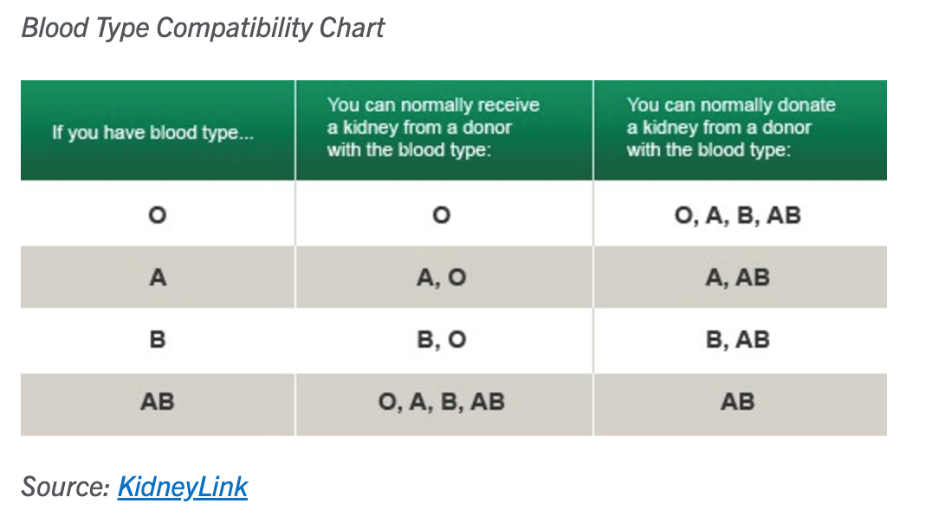 Blood Type Compatibility Chart
If you have blood type...
You can normally receive
a kidney from a donor
with the blood type:
You can normally donate
a kidney from a donor
with the blood type:
O
O
O, A, B, AB
A
A, O
A, AB
B
B, O
B, AB
AB
O, A, B, AB
AB
Source: KidneyLink